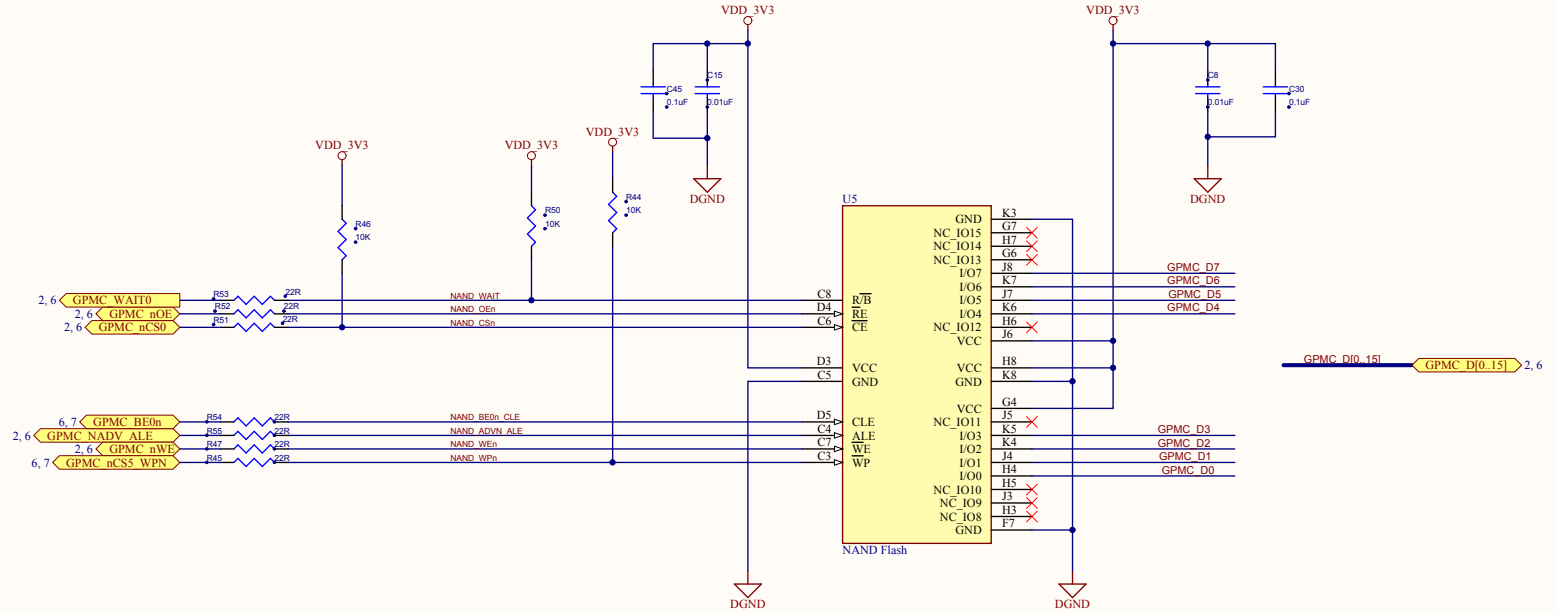 VDD_3V3
VDD_3V3
C45
0.1uF
C15
0.01uF
C8
0.01uF
C30
0.1uF
VDD_3V3
VDD_3V3
VDD_3V3
DGND
DGND
R46
10K
R50
10K
R44
10K
U5
GND K3
NC_IO15 G7
NC_IO14 H7
NC_IO13 G6
I/O7 J8 GPMC_D7
I/O6 K7 GPMC_D6
2, 6 GPMC_WAIT0 R53 22R NAND_WAIT C8 R/B I/O5 J7 GPMC_D5
2, 6 GPMC_nOE R52 22R NAND_OEn D4 RE I/O4 K6 GPMC_D4
2, 6 GPMC_nCS0 R51 22R NAND_CSn C6 CE NC_IO12 H6
VCC J6
D3 VCC VCC H8
C5 GND GND K8
GPMC_D[0..15] GPMC_D[0..15] 2, 6
VCC G4
6, 7 GPMC_BE0n R54 22R NAND_BE0n_CLE D5 CLE NC_IO11 J5
2, 6 GPMC_NADV_ALE R55 22R NAND_ADVN_ALE C4 ALE I/O3 K5 GPMC_D3
2, 6 GPMC_nWE R47 22R NAND_WEn C7 WE I/O2 K4 GPMC_D2
6, 7 GPMC_nCS5_WPN R45 22R NAND_WPn C3 WP I/O1 J4 GPMC_D1
I/O0 H4 GPMC_D0
NC_IO10 H5
NC_IO9 J3
NC_IO8 H3
GND F7
NAND Flash
DGND
DGND